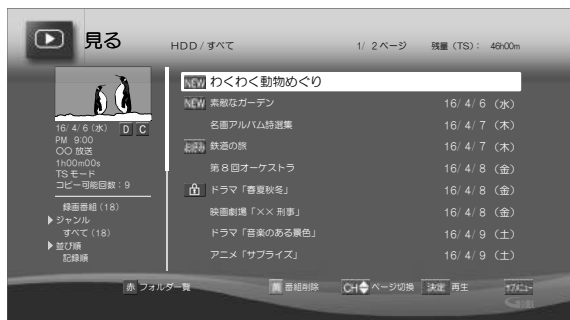 見る
HDD/すべて 1/ 2ページ 残量（TS）: 46h00m
NEW わくわく動物めぐり
NEW 素敵なガーデン 16/ 4/ 6 （水）
名画アルバム詩選集 16/ 4/ 7 （木）
鉄道の旅 16/ 4/ 7 （木）
第８回オーケストラ 16/ 4/ 8 （金）
ドラマ「春夏秋冬」 16/ 4/ 8 （金）
映画劇場「×× 刑事」 16/ 4/ 8 （金）
ドラマ「音楽のある景色」 16/ 4/ 9 （土）
アニメ「サプライズ」 16/ 4/ 9 （土）
16/ 4/ 6 (水) D C
PM 9:00
○○ 放送
1h00m00s
TS モード
コピー可能回数：9
録画番組 (18)
▶ジャンル
すべて (18)
▶並び順
記録順
赤 フォルダ一覧 黄 番組削除 CH ページ切換 決定 再生 サブメニュー